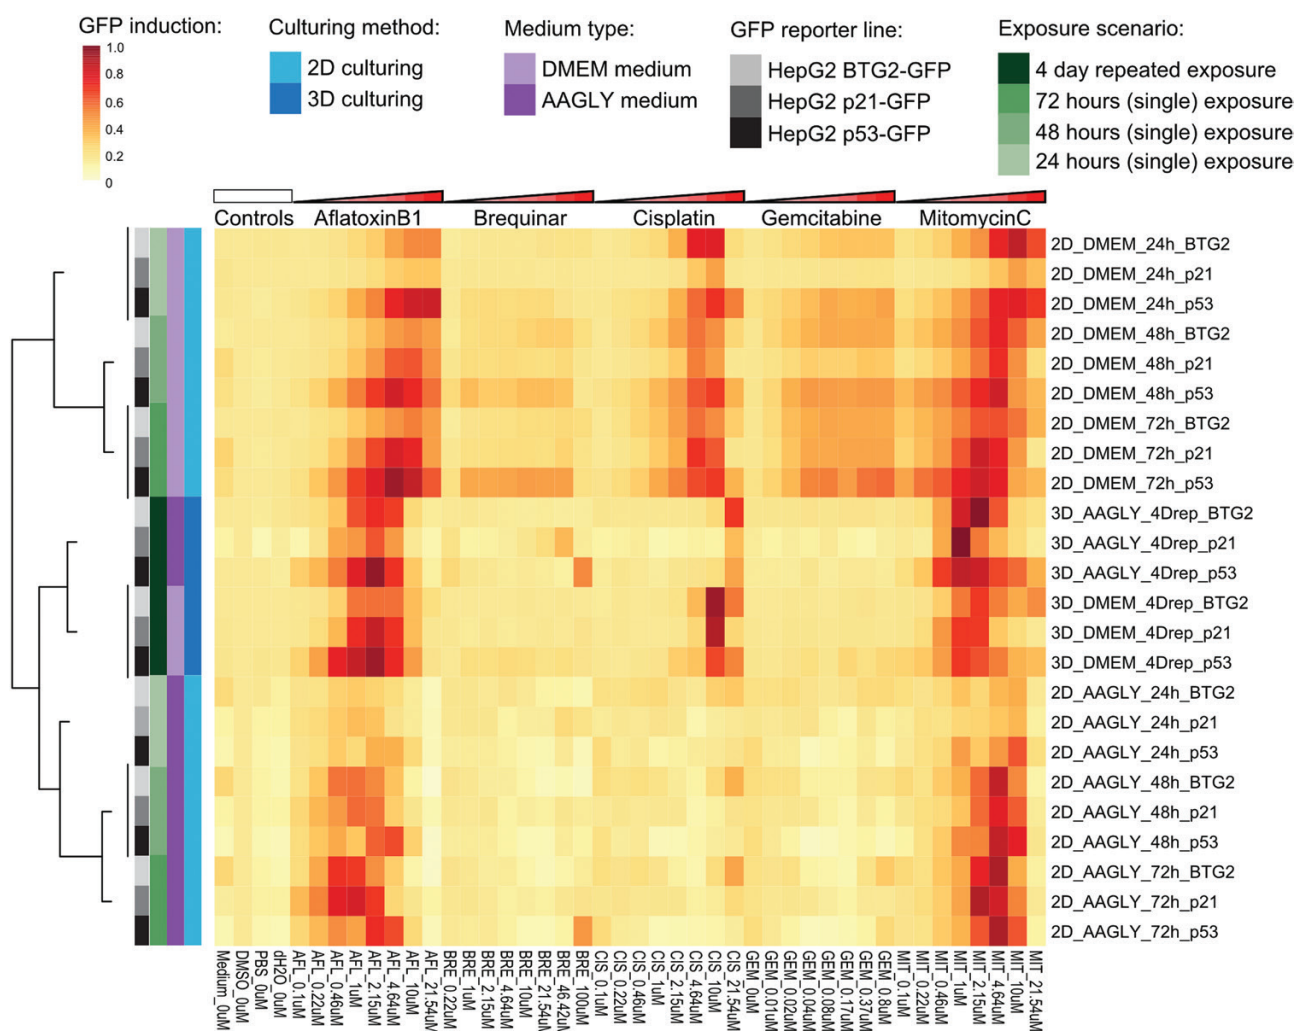 GFP induction:
1.0
0.8
0.6
0.4
0.2
0
Culturing method:
2D culturing
3D culturing
Medium type:
DMEM medium
AAGLY medium
GFP reporter line:
HepG2 BTG2-GFP
HepG2 p21-GFP
HepG2 p53-GFP
Exposure scenario:
4 day repeated exposure
72 hours (single) exposure
48 hours (single) exposure
24 hours (single) exposure
Controls AflatoxinB1 Brequinar Cisplatin Gemcitabine MitomycinC
2D_DMEM_24h_BTG2
2D_DMEM_24h_p21
2D_DMEM_24h_p53
2D_DMEM_48h_BTG2
2D_DMEM_48h_p21
2D_DMEM_48h_p53
2D_DMEM_72h_BTG2
2D_DMEM_72h_p21
2D_DMEM_72h_p53
3D_AAGLY_4Drep_BTG2
3D_AAGLY_4Drep_p21
3D_AAGLY_4Drep_p53
3D_DMEM_4Drep_BTG2
3D_DMEM_4Drep_p21
3D_DMEM_4Drep_p53
2D_AAGLY_24h_BTG2
2D_AAGLY_24h_p21
2D_AAGLY_24h_p53
2D_AAGLY_48h_BTG2
2D_AAGLY_48h_p21
2D_AAGLY_48h_p53
2D_AAGLY_72h_BTG2
2D_AAGLY_72h_p21
2D_AAGLY_72h_p53
Medium_0uM
DMSO_0uM
PBS_0uM
dH2O_0uM
AFL_0.1uM
AFL_0.22uM
AFL_0.46uM
AFL_1uM
AFL_2.15uM
AFL_4.64uM
AFL_10uM
AFL_21.54uM
BRE_0.22uM
BRE_1uM
BRE_2.15uM
BRE_4.64uM
BRE_10uM
BRE_21.54uM
BRE_46.42uM
BRE_100uM
CIS_0.1uM
CIS_0.22uM
CIS_0.46uM
CIS_1uM
CIS_2.15uM
CIS_4.64uM
CIS_10uM
CIS_21.54uM
GEM_0uM
GEM_0.01uM
GEM_0.02uM
GEM_0.04uM
GEM_0.08uM
GEM_0.17uM
GEM_0.37uM
GEM_0.8uM
MIT_0.1uM
MIT_0.22uM
MIT_0.46uM
MIT_1uM
MIT_2.15uM
MIT_4.64uM
MIT_10uM
MIT_21.54uM